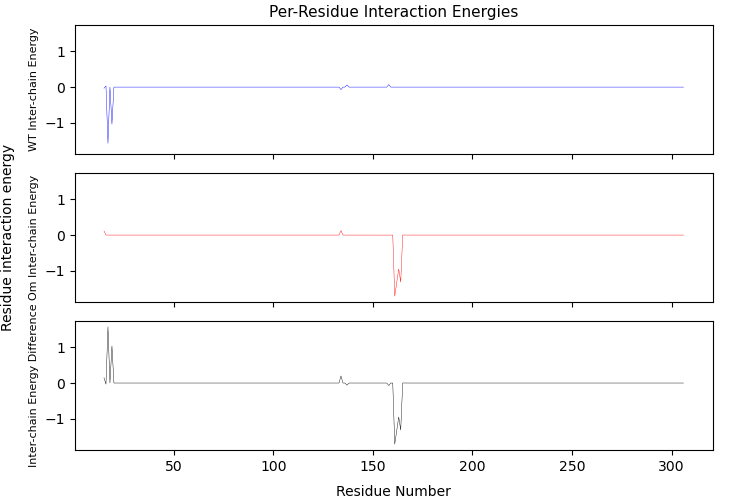 Per-Residue Interaction Energies
Residue interaction energy
WT Inter-chain Energy
1
0
−1
Om Inter-chain Energy
1
0
−1
Inter-chain Energy Difference
1
0
−1
50
100
150
200
250
300
Residue Number